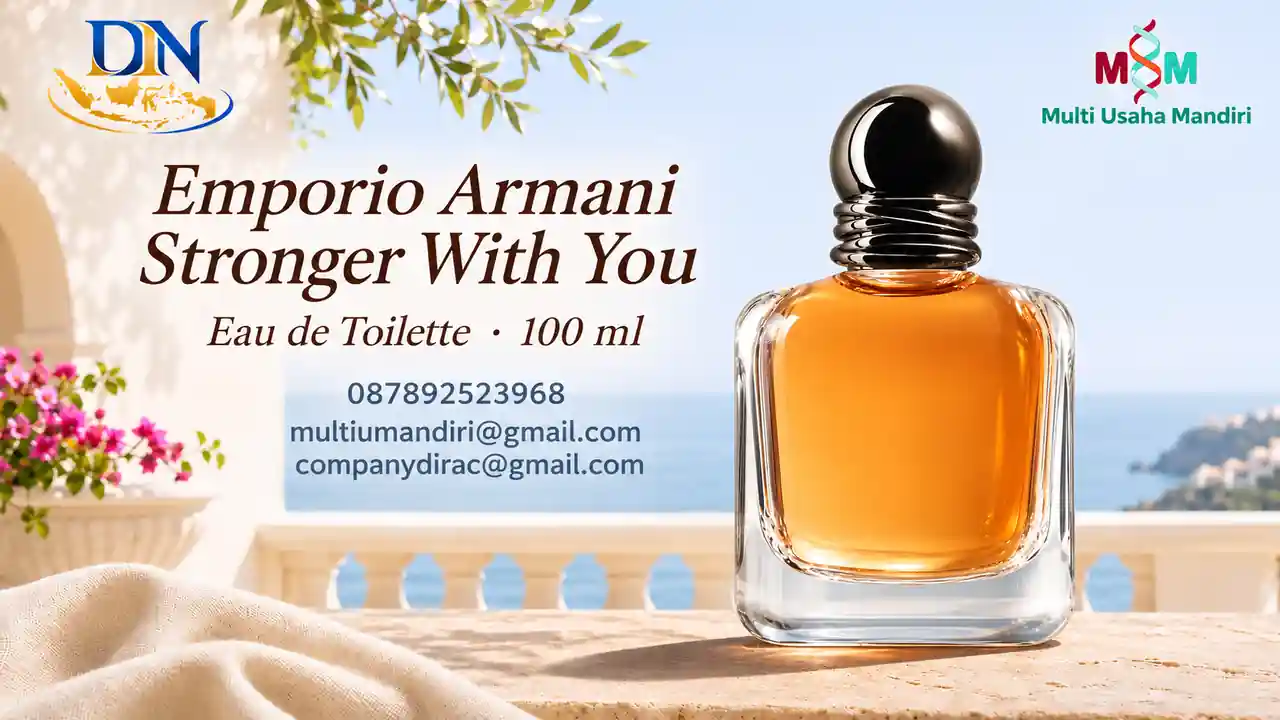 DN
MSM
Multi Usaha Mandiri
Emporio Armani
Stronger With You
Eau de Toilette · 100 ml
087892523968
multiumandiri@gmail.com
companydirac@gmail.com